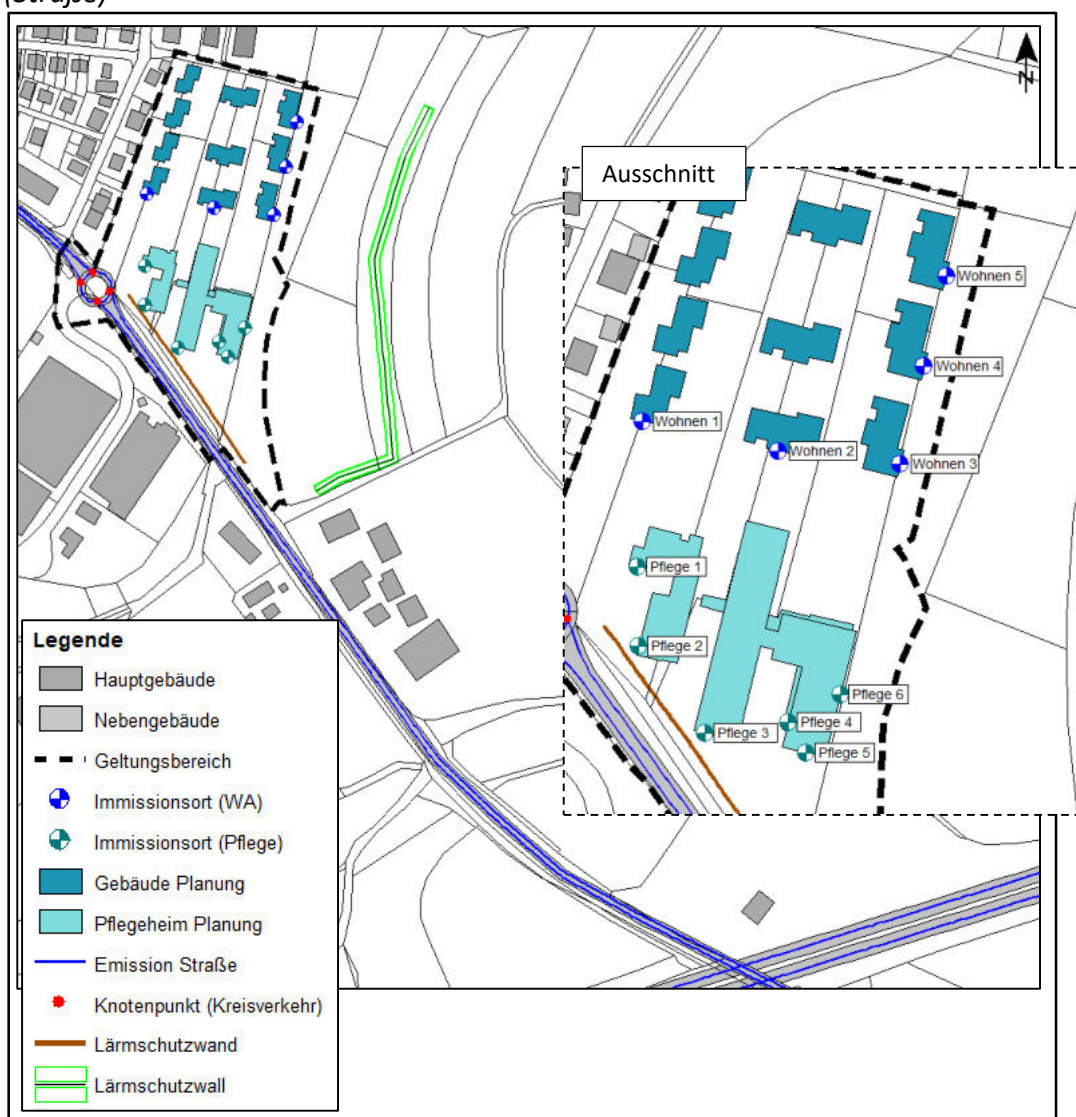 (Straße)
N
Ausschnitt
Wohnen 5
Wohnen 4
Wohnen 1
Wohnen 2
Wohnen 3
Pflege 1
Pflege 2
Pflege 6
Pflege 4
Pflege 3
Pflege 5
Legende
Hauptgebäude
Nebengebäude
Geltungsbereich
Immissionsort (WA)
Immissionsort (Pflege)
Gebäude Planung
Pflegeheim Planung
Emission Straße
Knotenpunkt (Kreisverkehr)
Lärmschutzwand
Lärmschutzwall